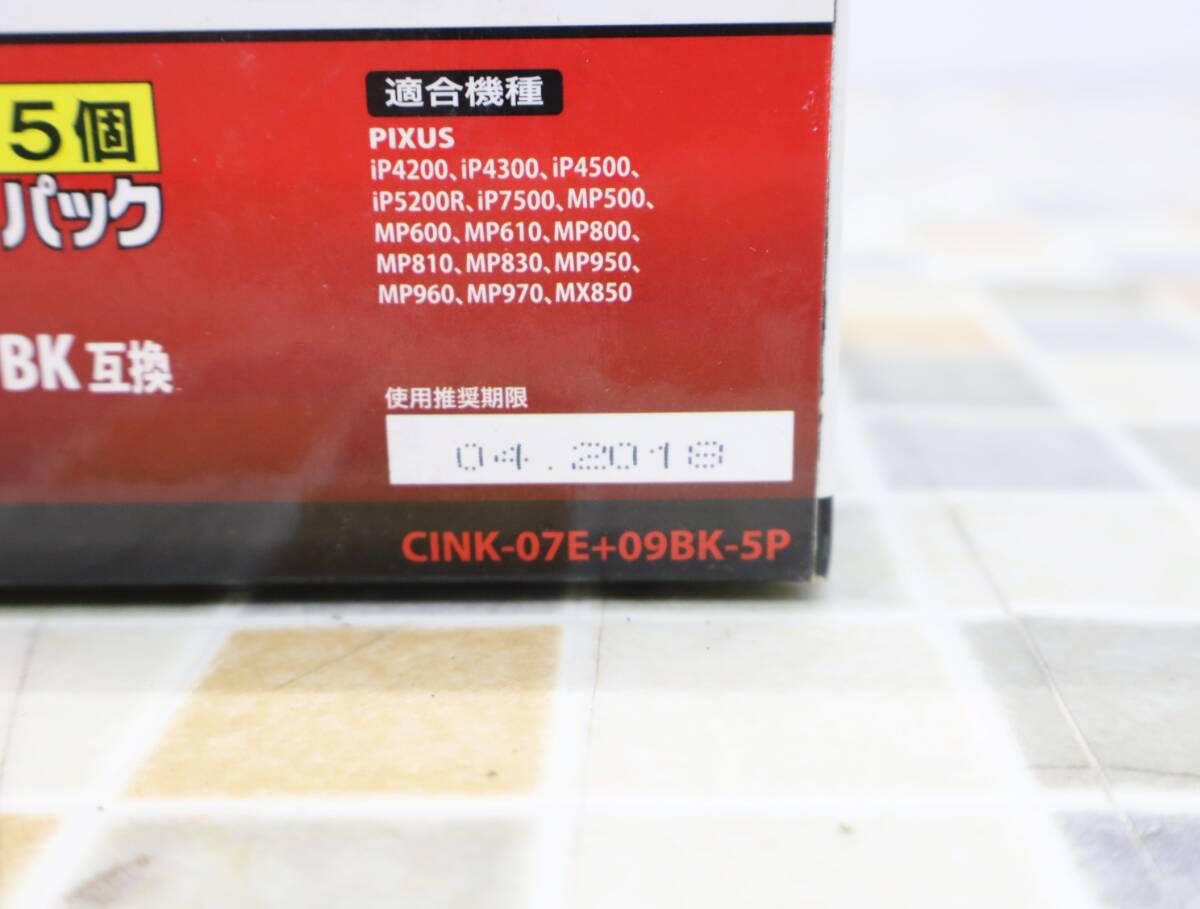 5個
パック
BK 互換
適合機種
PIXUS
iP4200、iP4300、iP4500、
iP5200R、iP7500、MP500、
MP600、MP610、MP800、
MP810、MP830、MP950、
MP960、MP970、MX850
使用推奨期限
04.2018
CINK-07E+09BK-5P